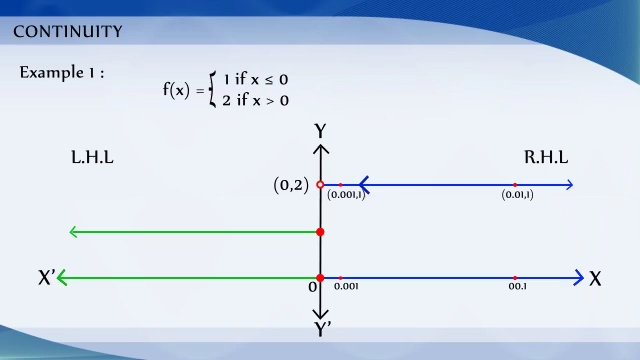 CONTINUITY
Example 1 :
f(x) = { 1 if x ≤ 0
2 if x > 0
Y
L.H.L
R.H.L
(0,2)
(0.001,1)
(0.01,1)
X'
0
0.001
00.1
X
Y'